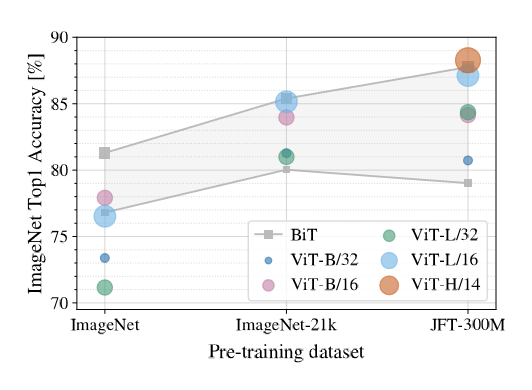 90
85
80
75
70
ImageNet Top1 Accuracy [%]
BiT
ViT-B/32
ViT-B/16
ViT-L/32
ViT-L/16
ViT-H/14
ImageNet
ImageNet-21k
JFT-300M
Pre-training dataset